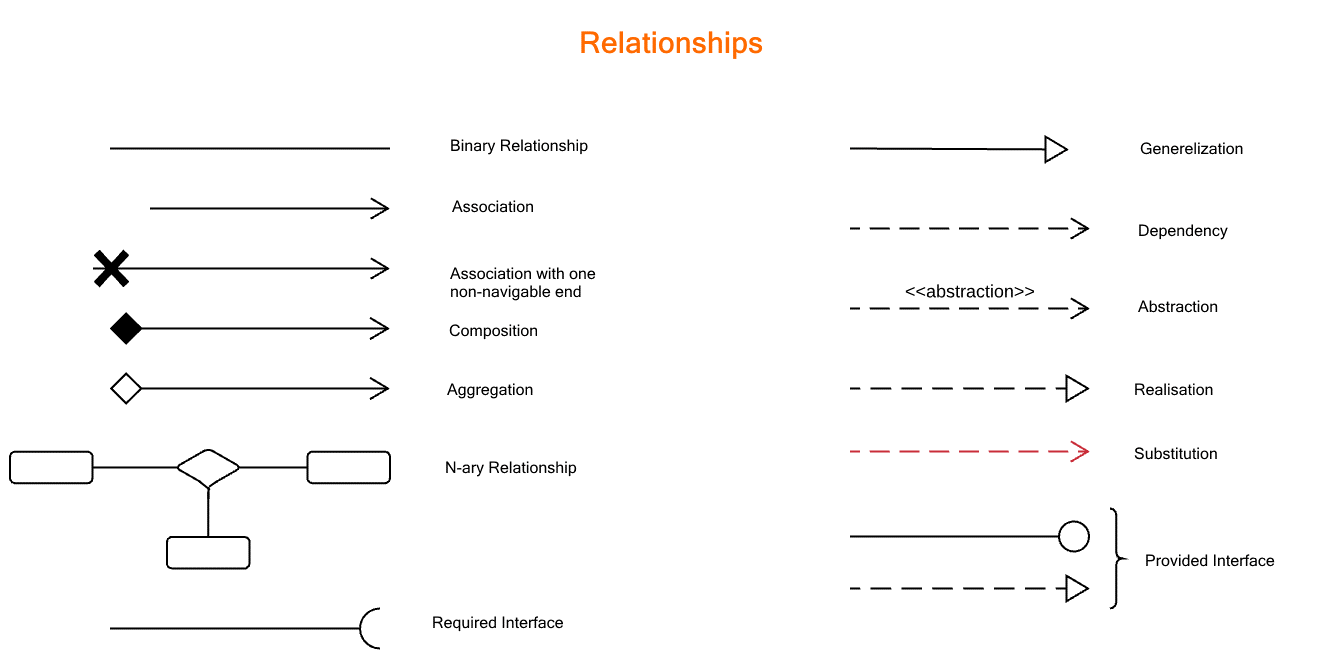 Relationships
Binary Relationship
Association
Association with one
non-navigable end
Composition
Aggregation
N-ary Relationship
Required Interface
Generelization
Dependency
<<abstraction>>
Abstraction
Realisation
Substitution
Provided Interface